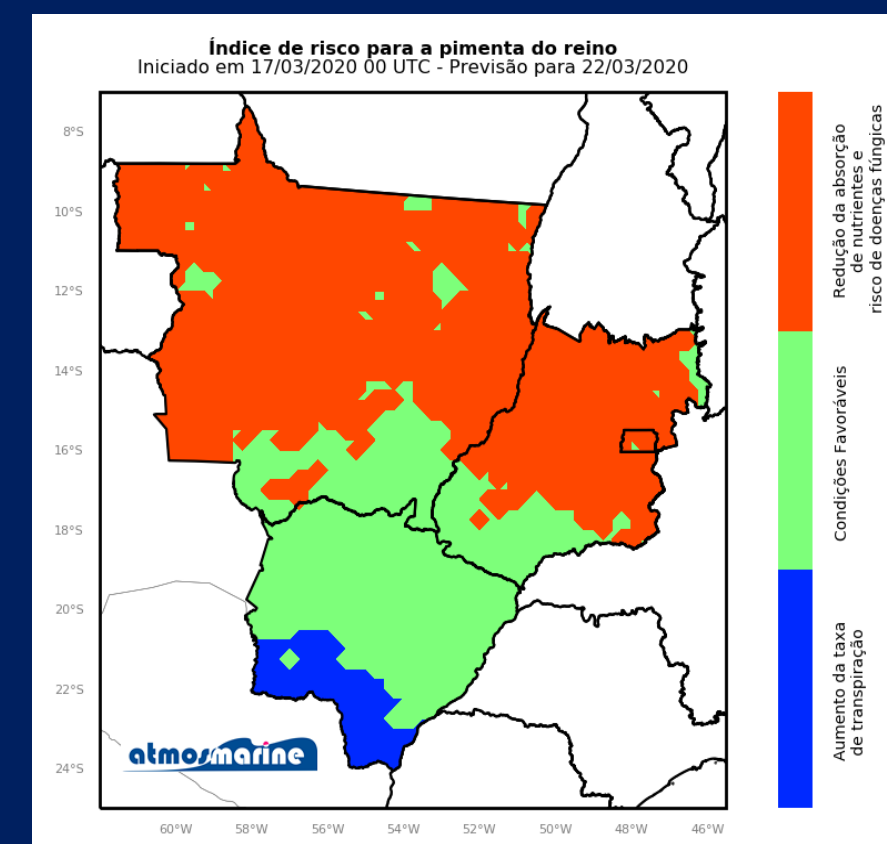 Índice de risco para a pimenta do reino
Iniciado em 17/03/2020 00 UTC - Previsão para 22/03/2020
8°S
10°S
12°S
14°S
16°S
18°S
20°S
22°S
24°S
60°W
58°W
56°W
54°W
52°W
50°W
48°W
46°W
atmosmarine
Redução da absorção
de nutrientes e
risco de doenças fúngicas
Condições Favoráveis
Aumento da taxa
de transpiração